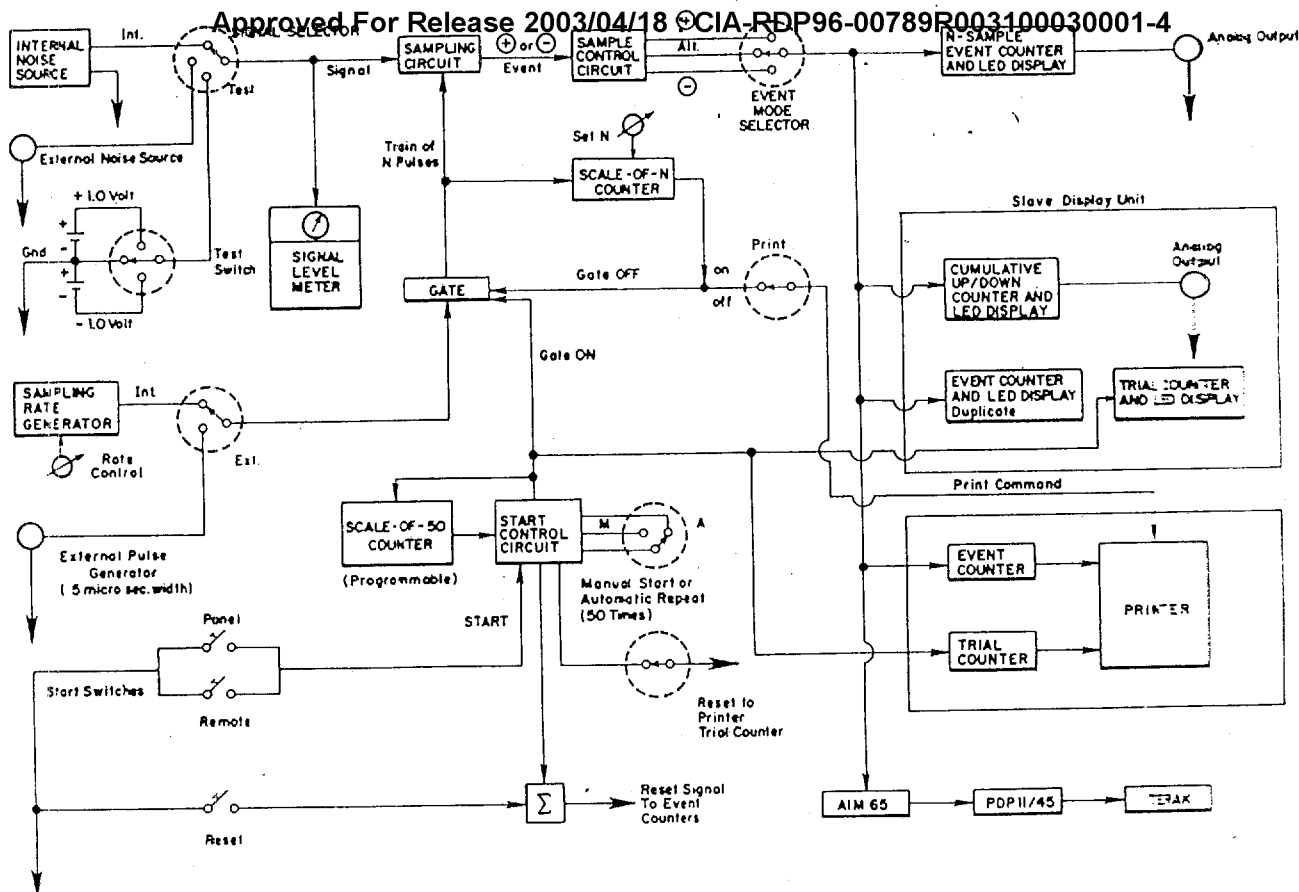 Approved For Release 2003/04/18 : CIA-RDP96-00789R003100030001-4
INTERNAL
NOISE
SOURCE
Int.
SIGNAL SELECTOR
Test
Signal
SAMPLING
CIRCUIT
+ or -
Event
SAMPLE
CONTROL
CIRCUIT
+
Alt.
-
EVENT
MODE
SELECTOR
N-SAMPLE
EVENT COUNTER
AND LED DISPLAY
Analog Output
External Noise Source
+ 1.0 Volt
+
-
Gnd
+
-
- 1.0 Volt
Test
Switch
SIGNAL
LEVEL
METER
Train of
N Pulses
Set N
SCALE-OF-N
COUNTER
Gate OFF
GATE
Gate ON
Print
on
off
Slave Display Unit
CUMULATIVE
UP/DOWN
COUNTER AND
LED DISPLAY
Analog
Output
EVENT COUNTER
AND LED DISPLAY
Duplicate
TRIAL COUNTER
AND LED DISPLAY
SAMPLING
RATE
GENERATOR
Int
Ext.
Rate
Control
Print Command
External Pulse
Generator
( 5 micro sec. width)
SCALE-OF-50
COUNTER
(Programmable)
START
CONTROL
CIRCUIT
M
A
Manual Start or
Automatic Repeat
(50 Times)
EVENT
COUNTER
PRINTER
TRIAL
COUNTER
START
Panel
Start Switches
Remote
Reset to
Printer
Trial Counter
Reset
Σ
Reset Signal
To Event
Counters
AIM 65
PDP11/45
TERAK